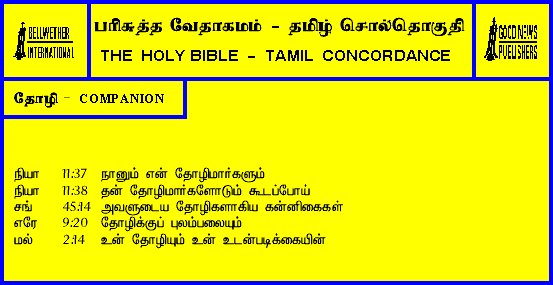 BELLWETHER
INTERNATIONAL
பரிசுத்த வேதாகமம் - தமிழ் சொல்தொகுதி
THE HOLY BIBLE - TAMIL CONCORDANCE
GOOD NEWS
PUBLISHERS
தோழி - COMPANION
நியா 11:37 நானும் என் தோழிமார்களும்
நியா 11:38 தன் தோழிமார்களோடும் கூடப்போய்
சங் 45:14 அவளுடைய தோழிகளாகிய கன்னிகைகள்
எரே 9:20 தோழிக்குப் புலம்பலையும்
மல் 2:14 உன் தோழியும் உன் உடன்படிக்கையின்